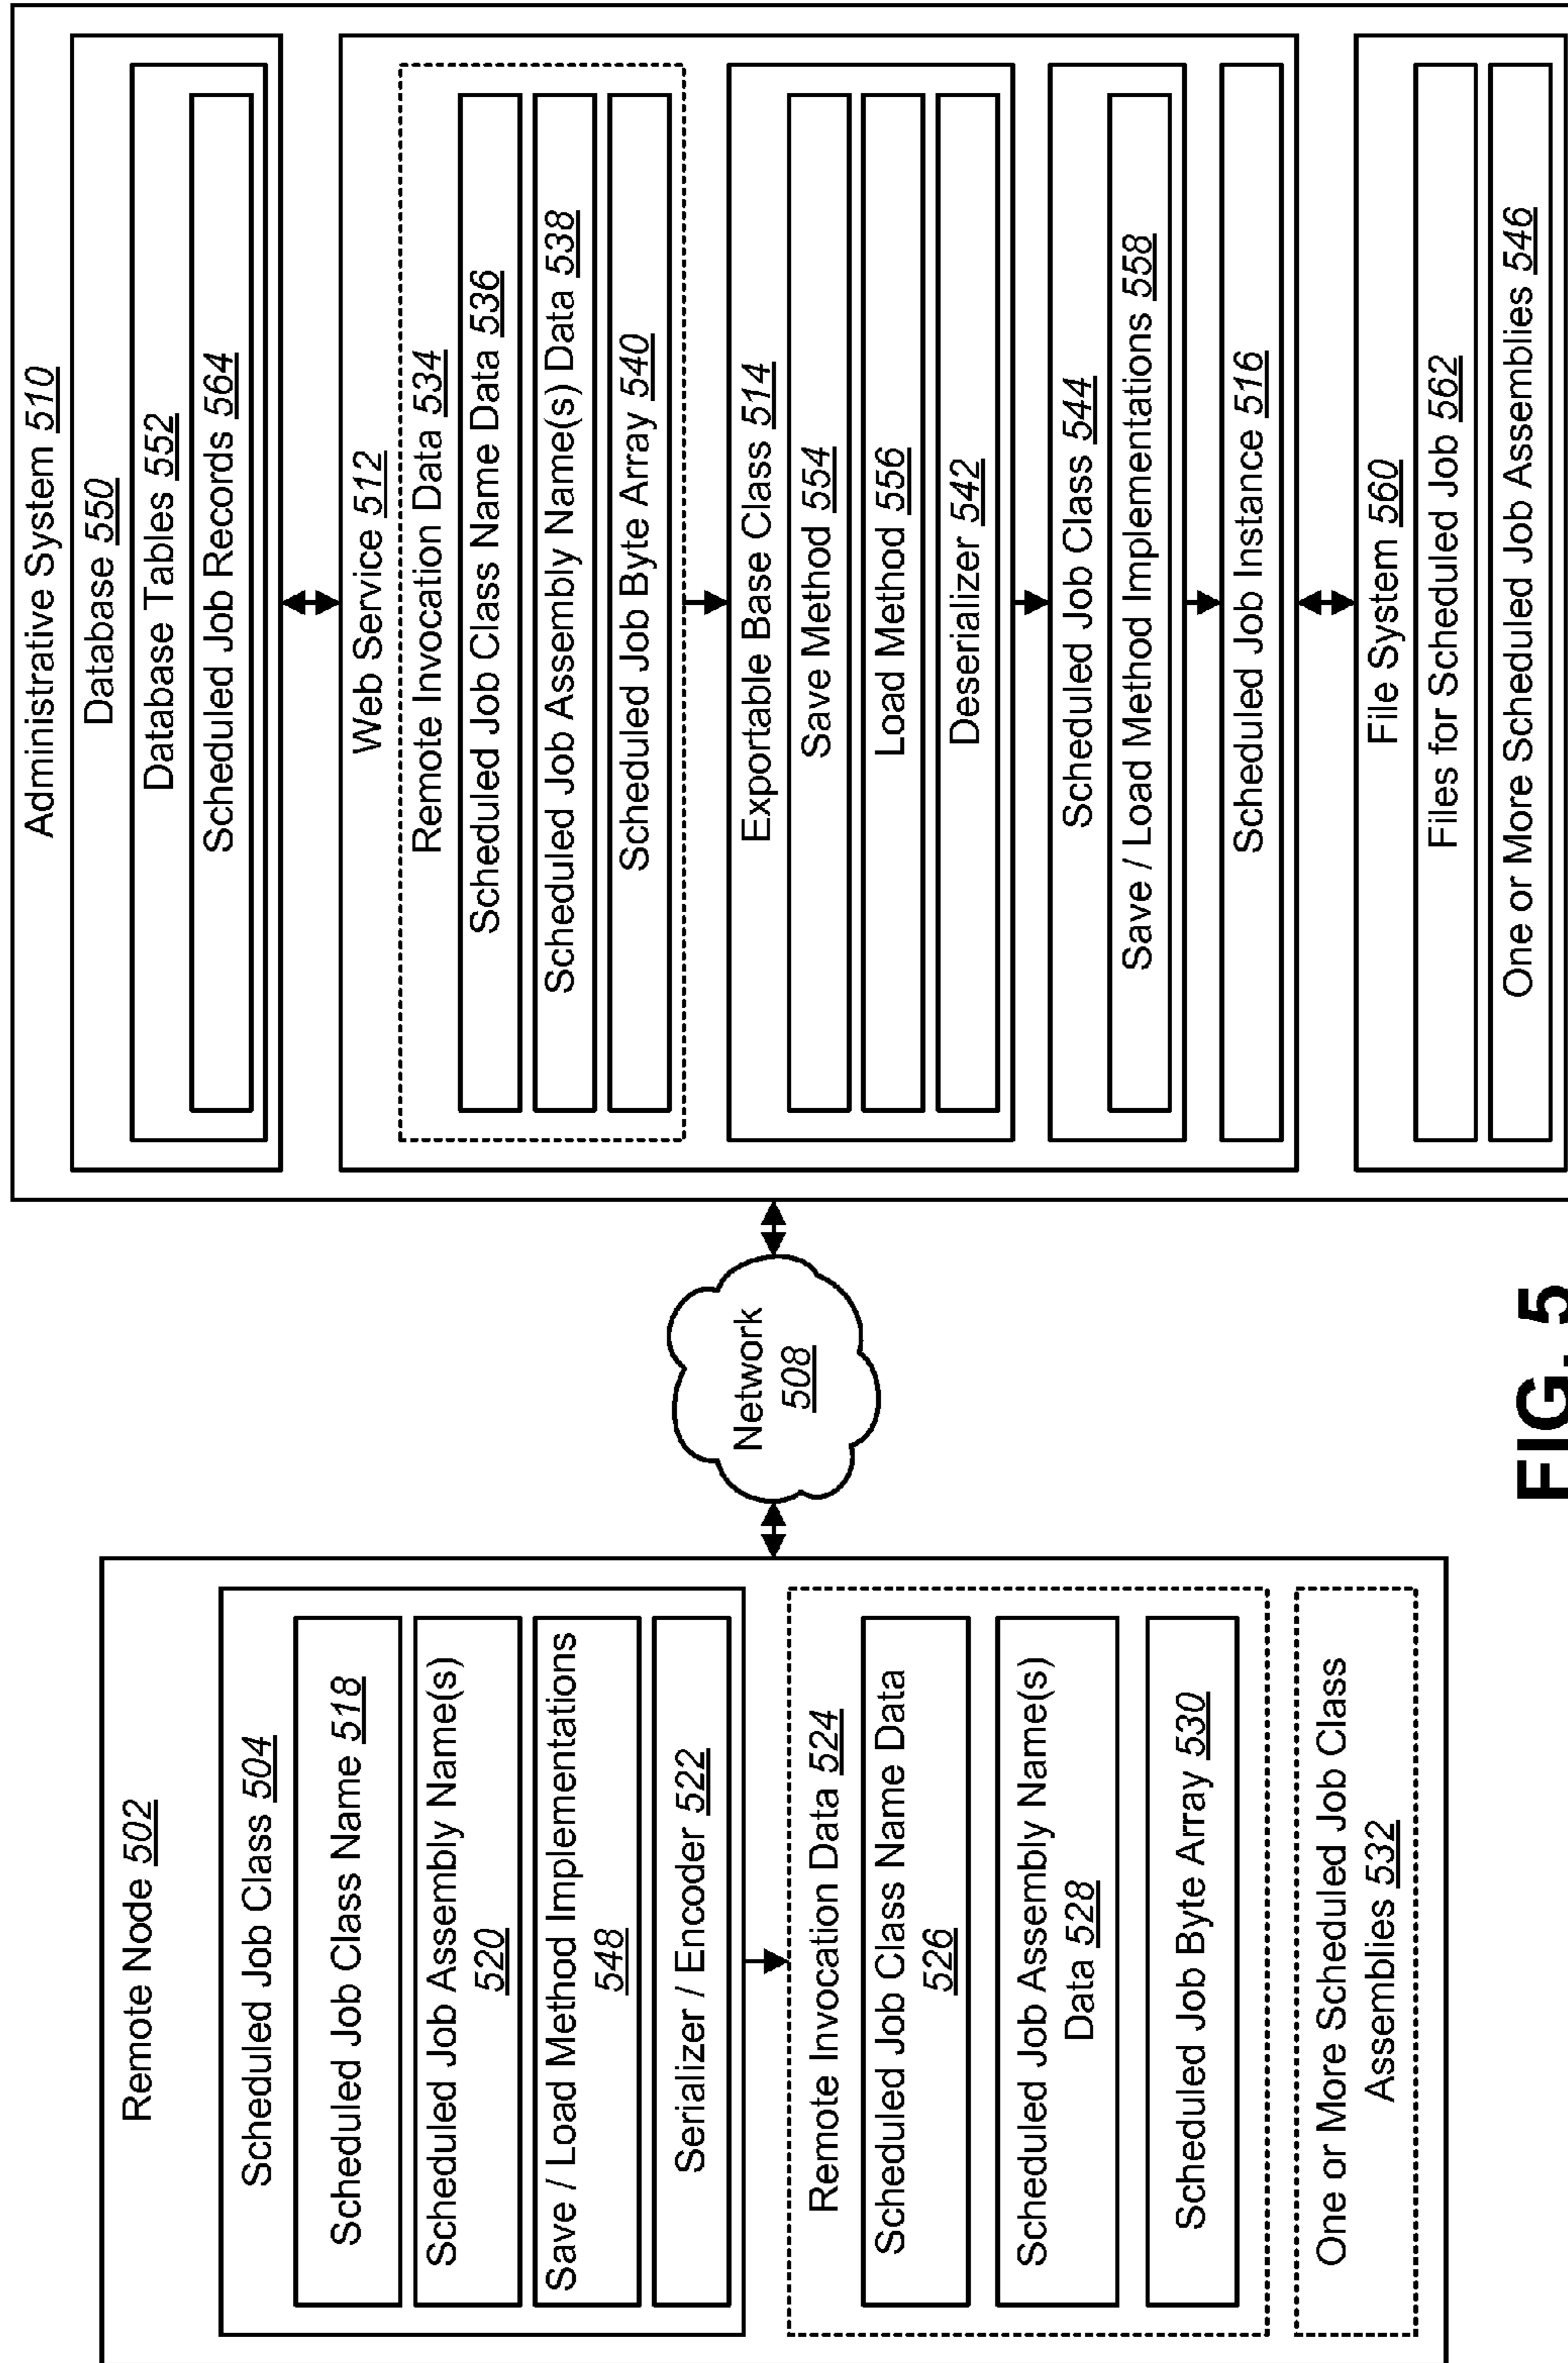 Remote Node 502
Scheduled Job Class 504
Scheduled Job Class Name 518
Scheduled Job Assembly Name(s)
520
Save / Load Method Implementations
548
Serializer / Encoder 522
Remote Invocation Data 524
Scheduled Job Class Name Data
526
Scheduled Job Assembly Name(s)
Data 528
Scheduled Job Byte Array 530
One or More Scheduled Job Class
Assemblies 532
Network
508
Administrative System 510
Database 550
Database Tables 552
Scheduled Job Records 564
Web Service 512
Remote Invocation Data 534
Scheduled Job Class Name Data 536
Scheduled Job Assembly Name(s) Data 538
Scheduled Job Byte Array 540
Exportable Base Class 514
Save Method 554
Load Method 556
Deserializer 542
Scheduled Job Class 544
Save / Load Method Implementations 558
Scheduled Job Instance 516
File System 560
Files for Scheduled Job 562
One or More Scheduled Job Assemblies 546
FIG. 5